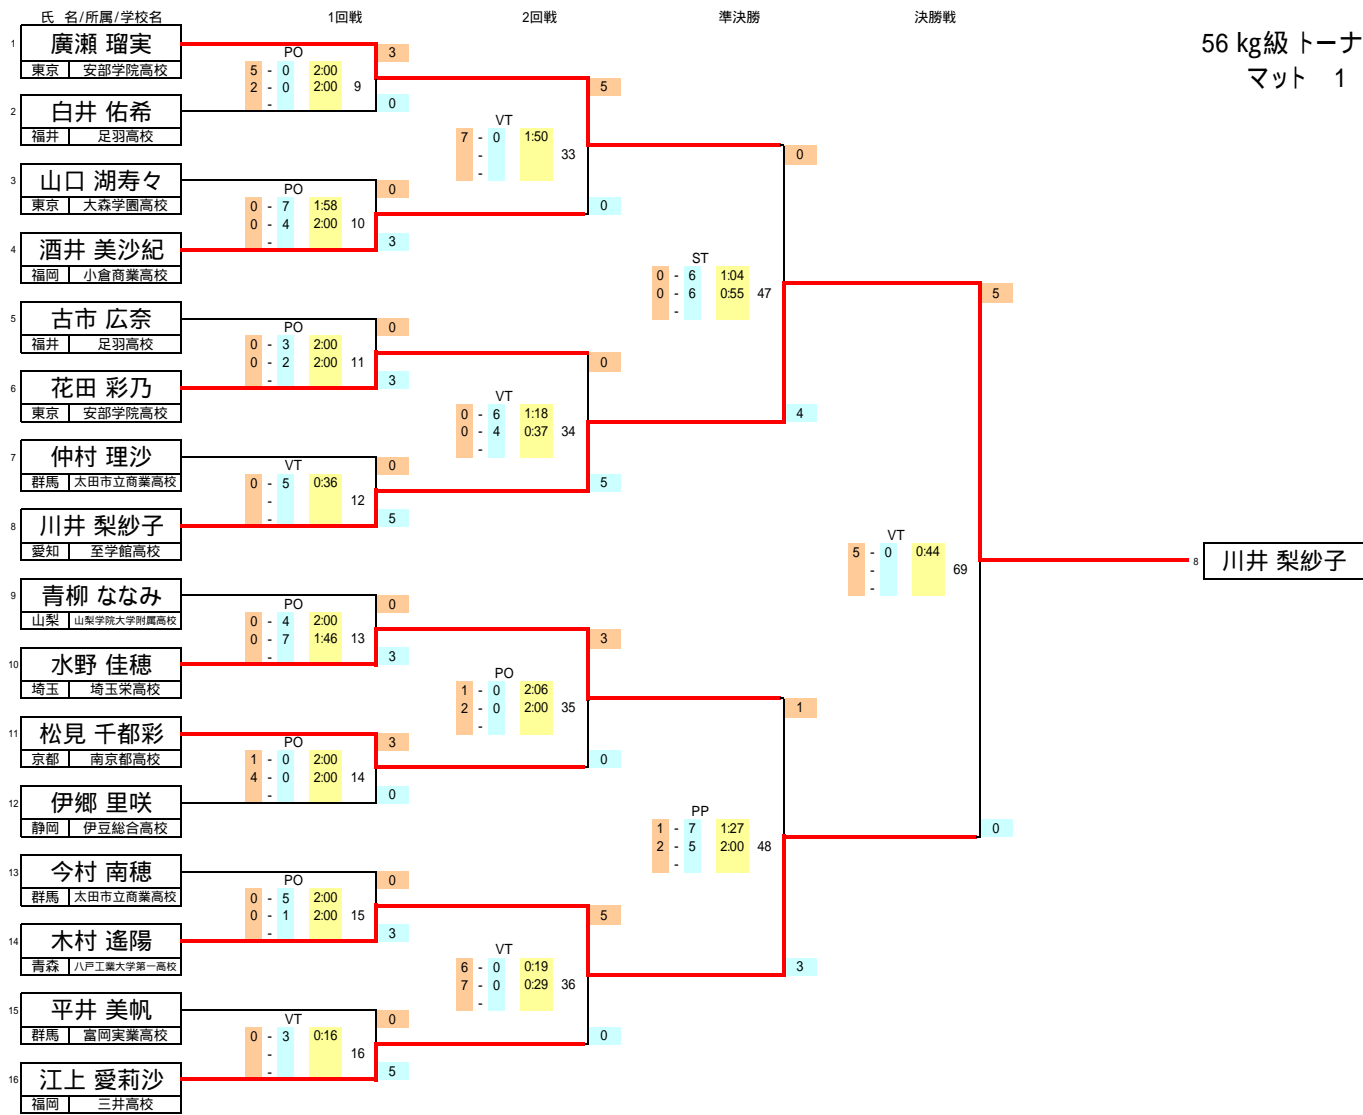 氏 名/所属/学校名 1回戦 2回戦 準決勝 決勝戦
56 kg級 トーナ
マット 1
1 廣瀬 瑠実
東京 安部学院高校
PO
5 - 0 2:00
2 - 0 2:00 9
-
3
0
2 白井 佑希
福井 足羽高校
3 山口 湖寿々
東京 大森学園高校
PO
0 - 7 1:58
0 - 4 2:00 10
-
0
3
4 酒井 美沙紀
福岡 小倉商業高校
5 古市 広奈
福井 足羽高校
PO
0 - 3 2:00
0 - 2 2:00 11
-
0
3
6 花田 彩乃
東京 安部学院高校
7 仲村 理沙
群馬 太田市立商業高校
VT
0 - 5 0:36
- 12
-
0
5
8 川井 梨紗子
愛知 至学館高校
9 青柳 ななみ
山梨 山梨学院大学附属高校
PO
0 - 4 2:00
0 - 7 1:46 13
-
0
3
10 水野 佳穂
埼玉 埼玉栄高校
11 松見 千都彩
京都 南京都高校
PO
1 - 0 2:00
4 - 0 2:00 14
-
3
0
12 伊郷 里咲
静岡 伊豆総合高校
13 今村 南穂
群馬 太田市立商業高校
PO
0 - 5 2:00
0 - 1 2:00 15
-
0
3
14 木村 遙陽
青森 八戸工業大学第一高校
15 平井 美帆
群馬 富岡実業高校
VT
0 - 3 0:16
- 16
-
0
5
16 江上 愛莉沙
福岡 三井高校
5
VT
7 - 0 1:50
- 33
-
0
0
VT
0 - 6 1:18
0 - 4 0:37 34
-
5
3
PO
1 - 0 2:06
2 - 0 2:00 35
-
0
5
VT
6 - 0 0:19
7 - 0 0:29 36
-
0
0
ST
0 - 6 1:04
0 - 6 0:55 47
-
4
1
PP
1 - 7 1:27
2 - 5 2:00 48
-
3
5
VT
5 - 0 0:44
- 69
-
0
8 川井 梨紗子